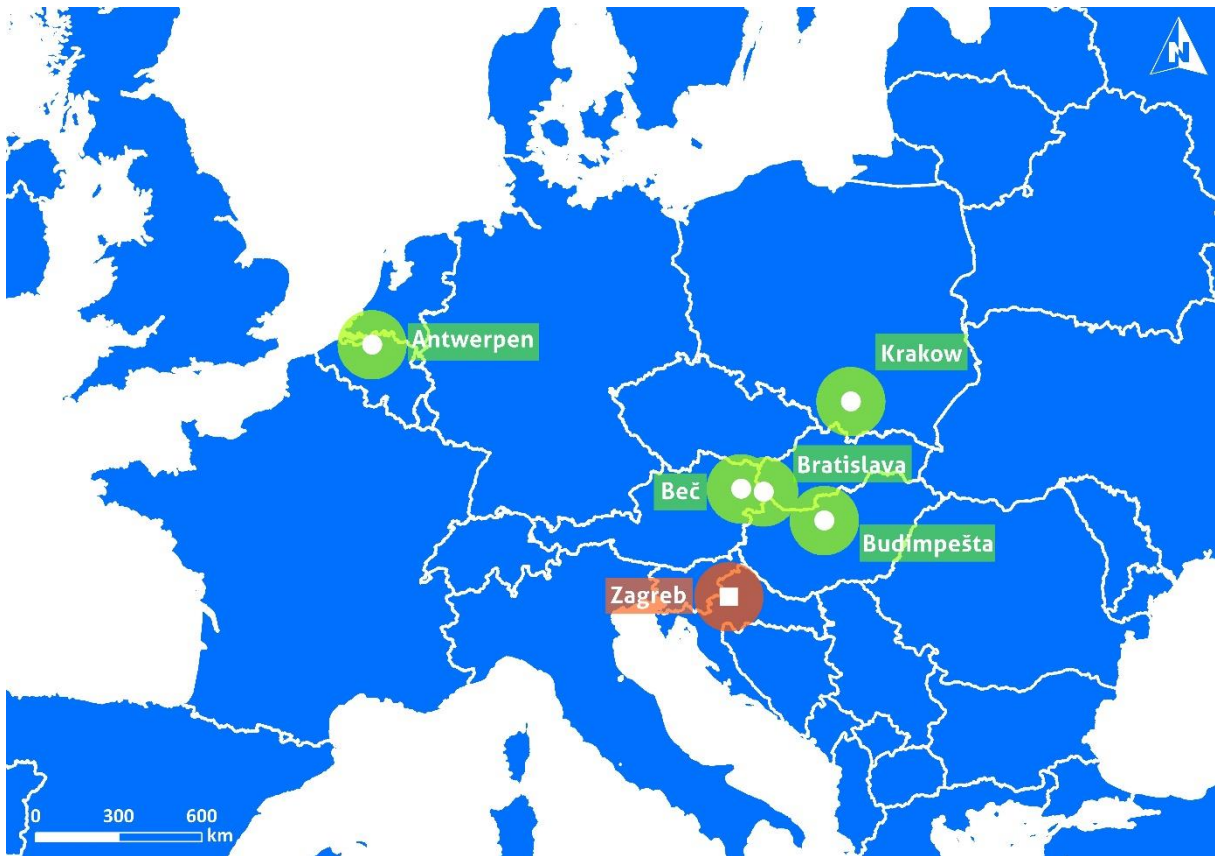 N
Antwerpen
Krakow
Bratislava
Beč
Budimpešta
Zagreb
0 300 600
km